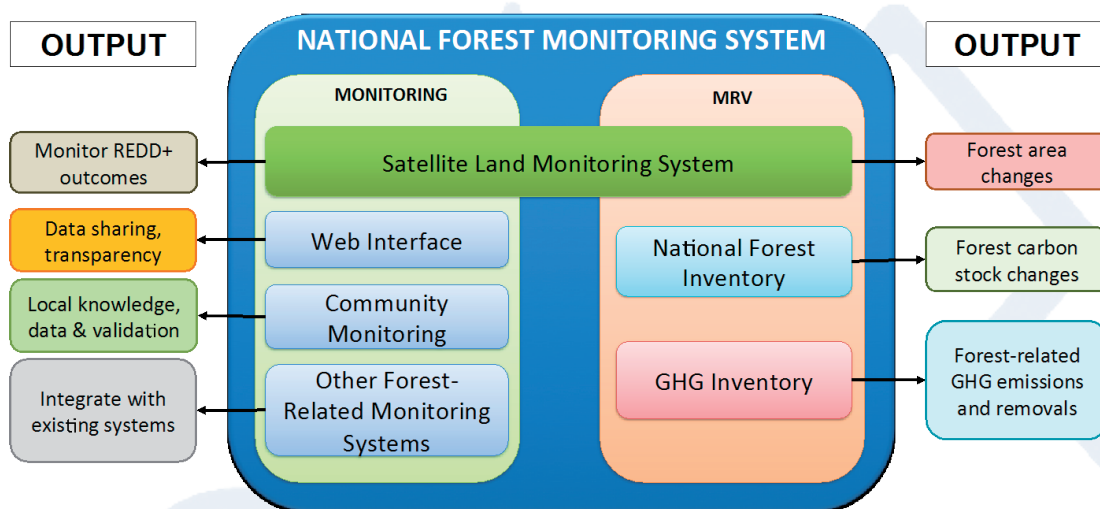 OUTPUT
NATIONAL FOREST MONITORING SYSTEM
OUTPUT
MONITORING
MRV
Monitor REDD+
outcomes
Satellite Land Monitoring System
Forest area
changes
Data sharing,
transparency
Web Interface
National Forest
Inventory
Forest carbon
stock changes
Local knowledge,
data & validation
Community
Monitoring
GHG Inventory
Forest-related
GHG emissions
and removals
Integrate with
existing systems
Other Forest-
Related Monitoring
Systems